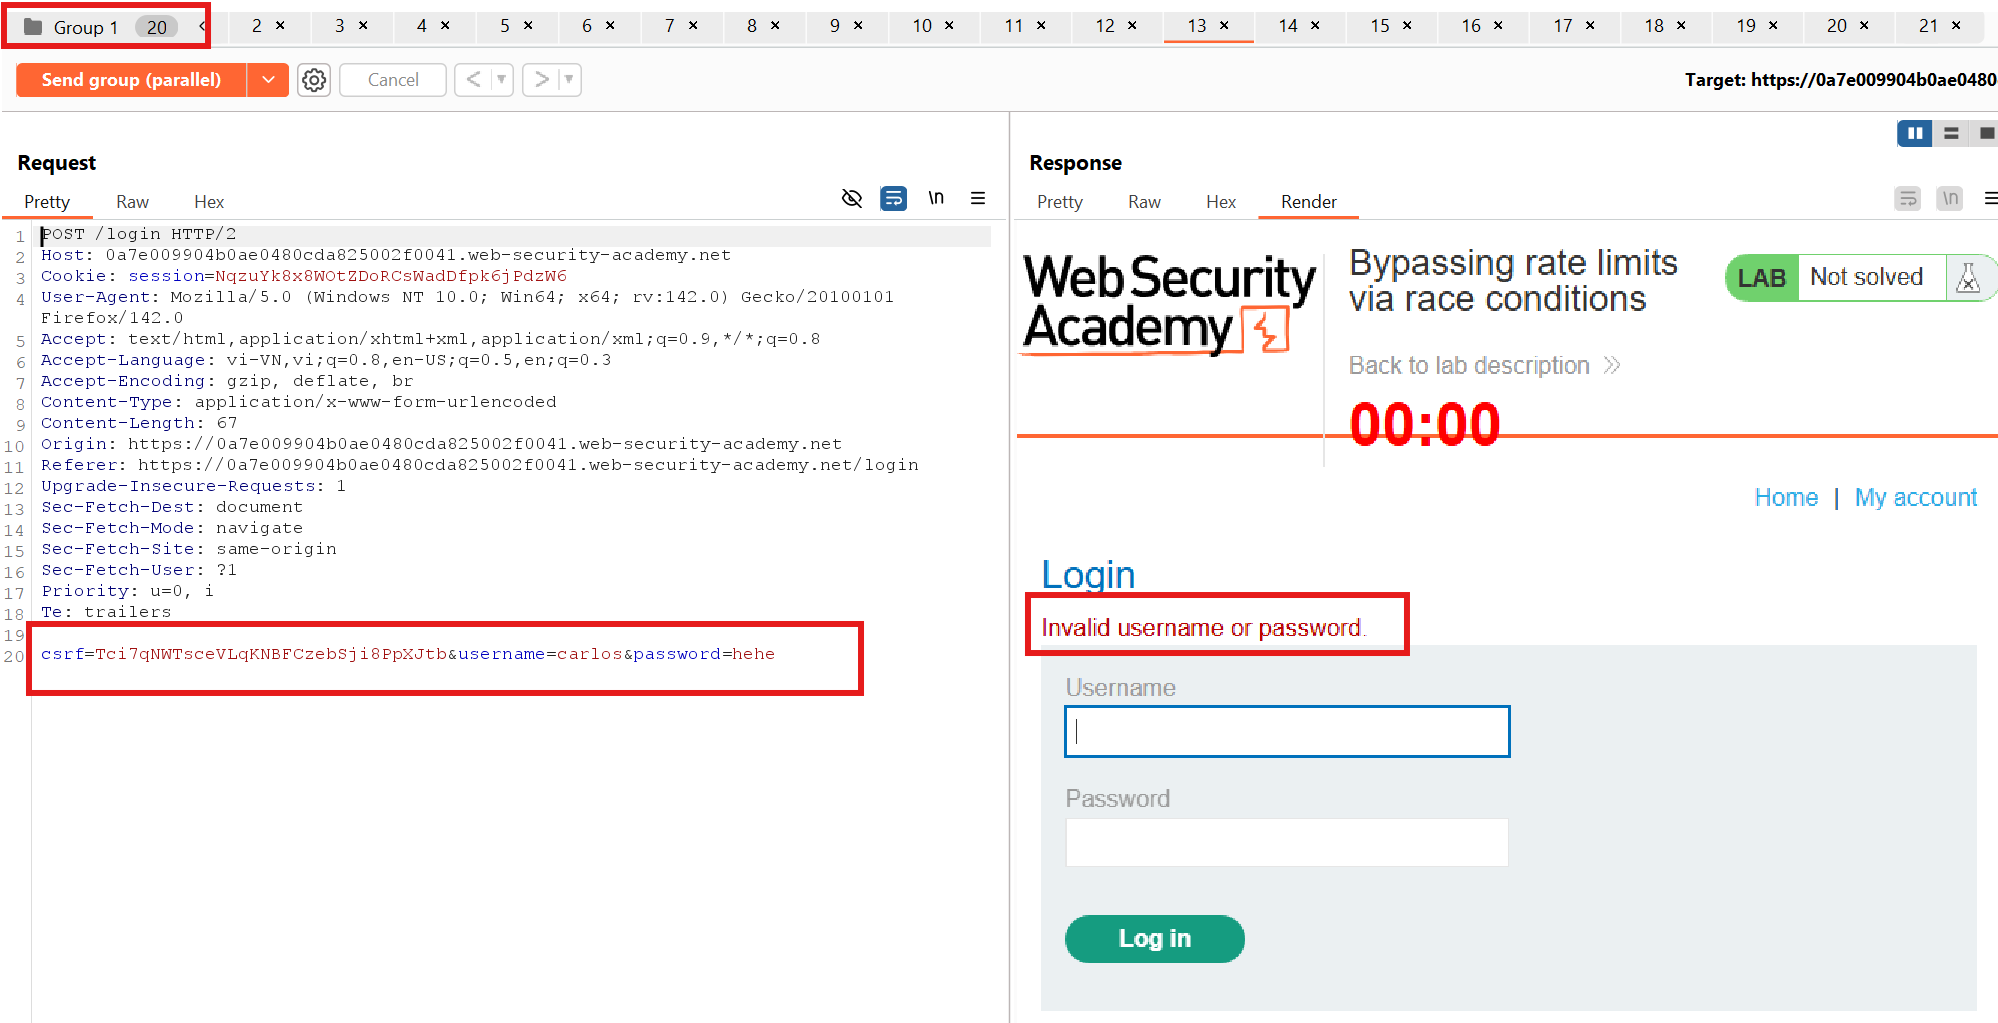 Group 1 20 2 × 3 × 4 × 5 × 6 × 7 × 8 × 9 × 10 × 11 × 12 × 13 × 14 × 15 × 16 × 17 × 18 × 19 × 20 × 21 ×
Send group (parallel) Cancel < > Target: https://0a7e009904b0ae0480
Request
Pretty Raw Hex \n
1 POST /login HTTP/2
2 Host: 0a7e009904b0ae0480cda825002f0041.web-security-academy.net
3 Cookie: session=NqzuYk8x8WOtZDoRCsWadDfpk6jPdzW6
4 User-Agent: Mozilla/5.0 (Windows NT 10.0; Win64; x64; rv:142.0) Gecko/20100101
Firefox/142.0
5 Accept: text/html,application/xhtml+xml,application/xml;q=0.9,*/*;q=0.8
6 Accept-Language: vi-VN,vi;q=0.8,en-US;q=0.5,en;q=0.3
7 Accept-Encoding: gzip, deflate, br
8 Content-Type: application/x-www-form-urlencoded
9 Content-Length: 67
10 Origin: https://0a7e009904b0ae0480cda825002f0041.web-security-academy.net
11 Referer: https://0a7e009904b0ae0480cda825002f0041.web-security-academy.net/login
12 Upgrade-Insecure-Requests: 1
13 Sec-Fetch-Dest: document
14 Sec-Fetch-Mode: navigate
15 Sec-Fetch-Site: same-origin
16 Sec-Fetch-User: ?1
17 Priority: u=0, i
18 Te: trailers
19
20 csrf=Tci7qNWTsceVLqKNBFCzebSji8PpXJtb&username=carlos&password=hehe
Response
Pretty Raw Hex Render \n
Web Security
Academy
Bypassing rate limits
via race conditions
LAB Not solved
Back to lab description
00:00
Home | My account
Login
Invalid username or password.
Username
Password
Log in